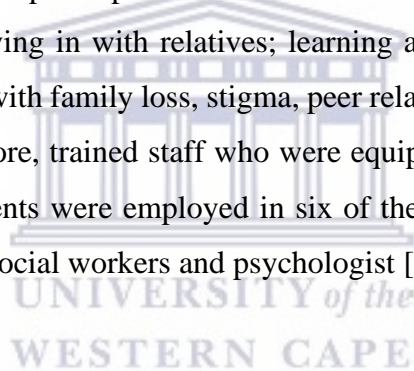 ving in with relatives; learning a
with family loss, stigma, peer rela
ore, trained staff who were equip
ents were employed in six of the
ocial workers and psychologist [
UNIVERSITY of the
WESTERN CAPE